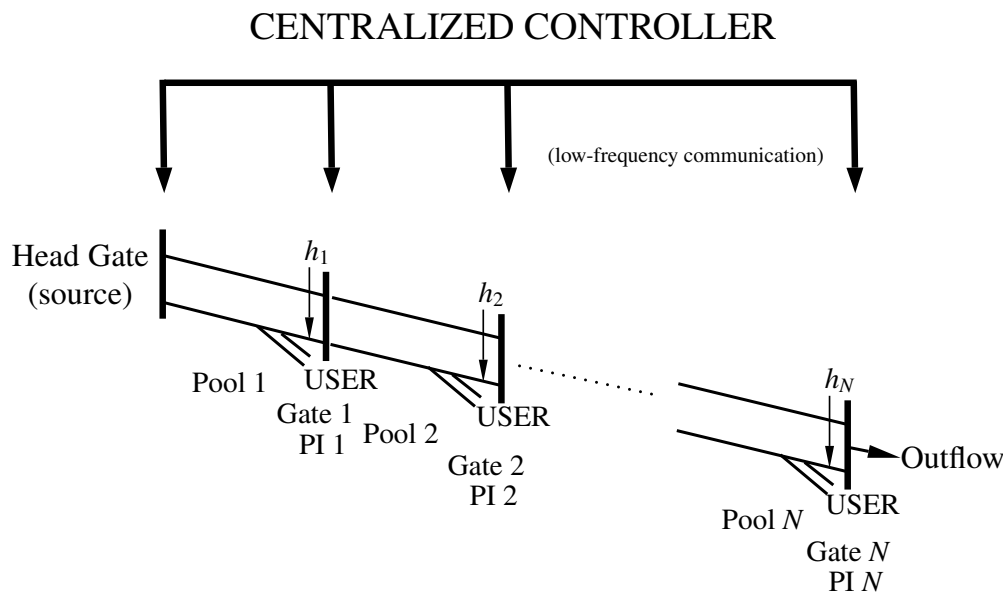 CENTRALIZED CONTROLLER
(low-frequency communication)
Head Gate
(source)
h1
h2
hN
Pool 1
USER
Gate 1
PI 1
Pool 2
USER
Gate 2
PI 2
Outflow
Pool N
USER
Gate N
PI N